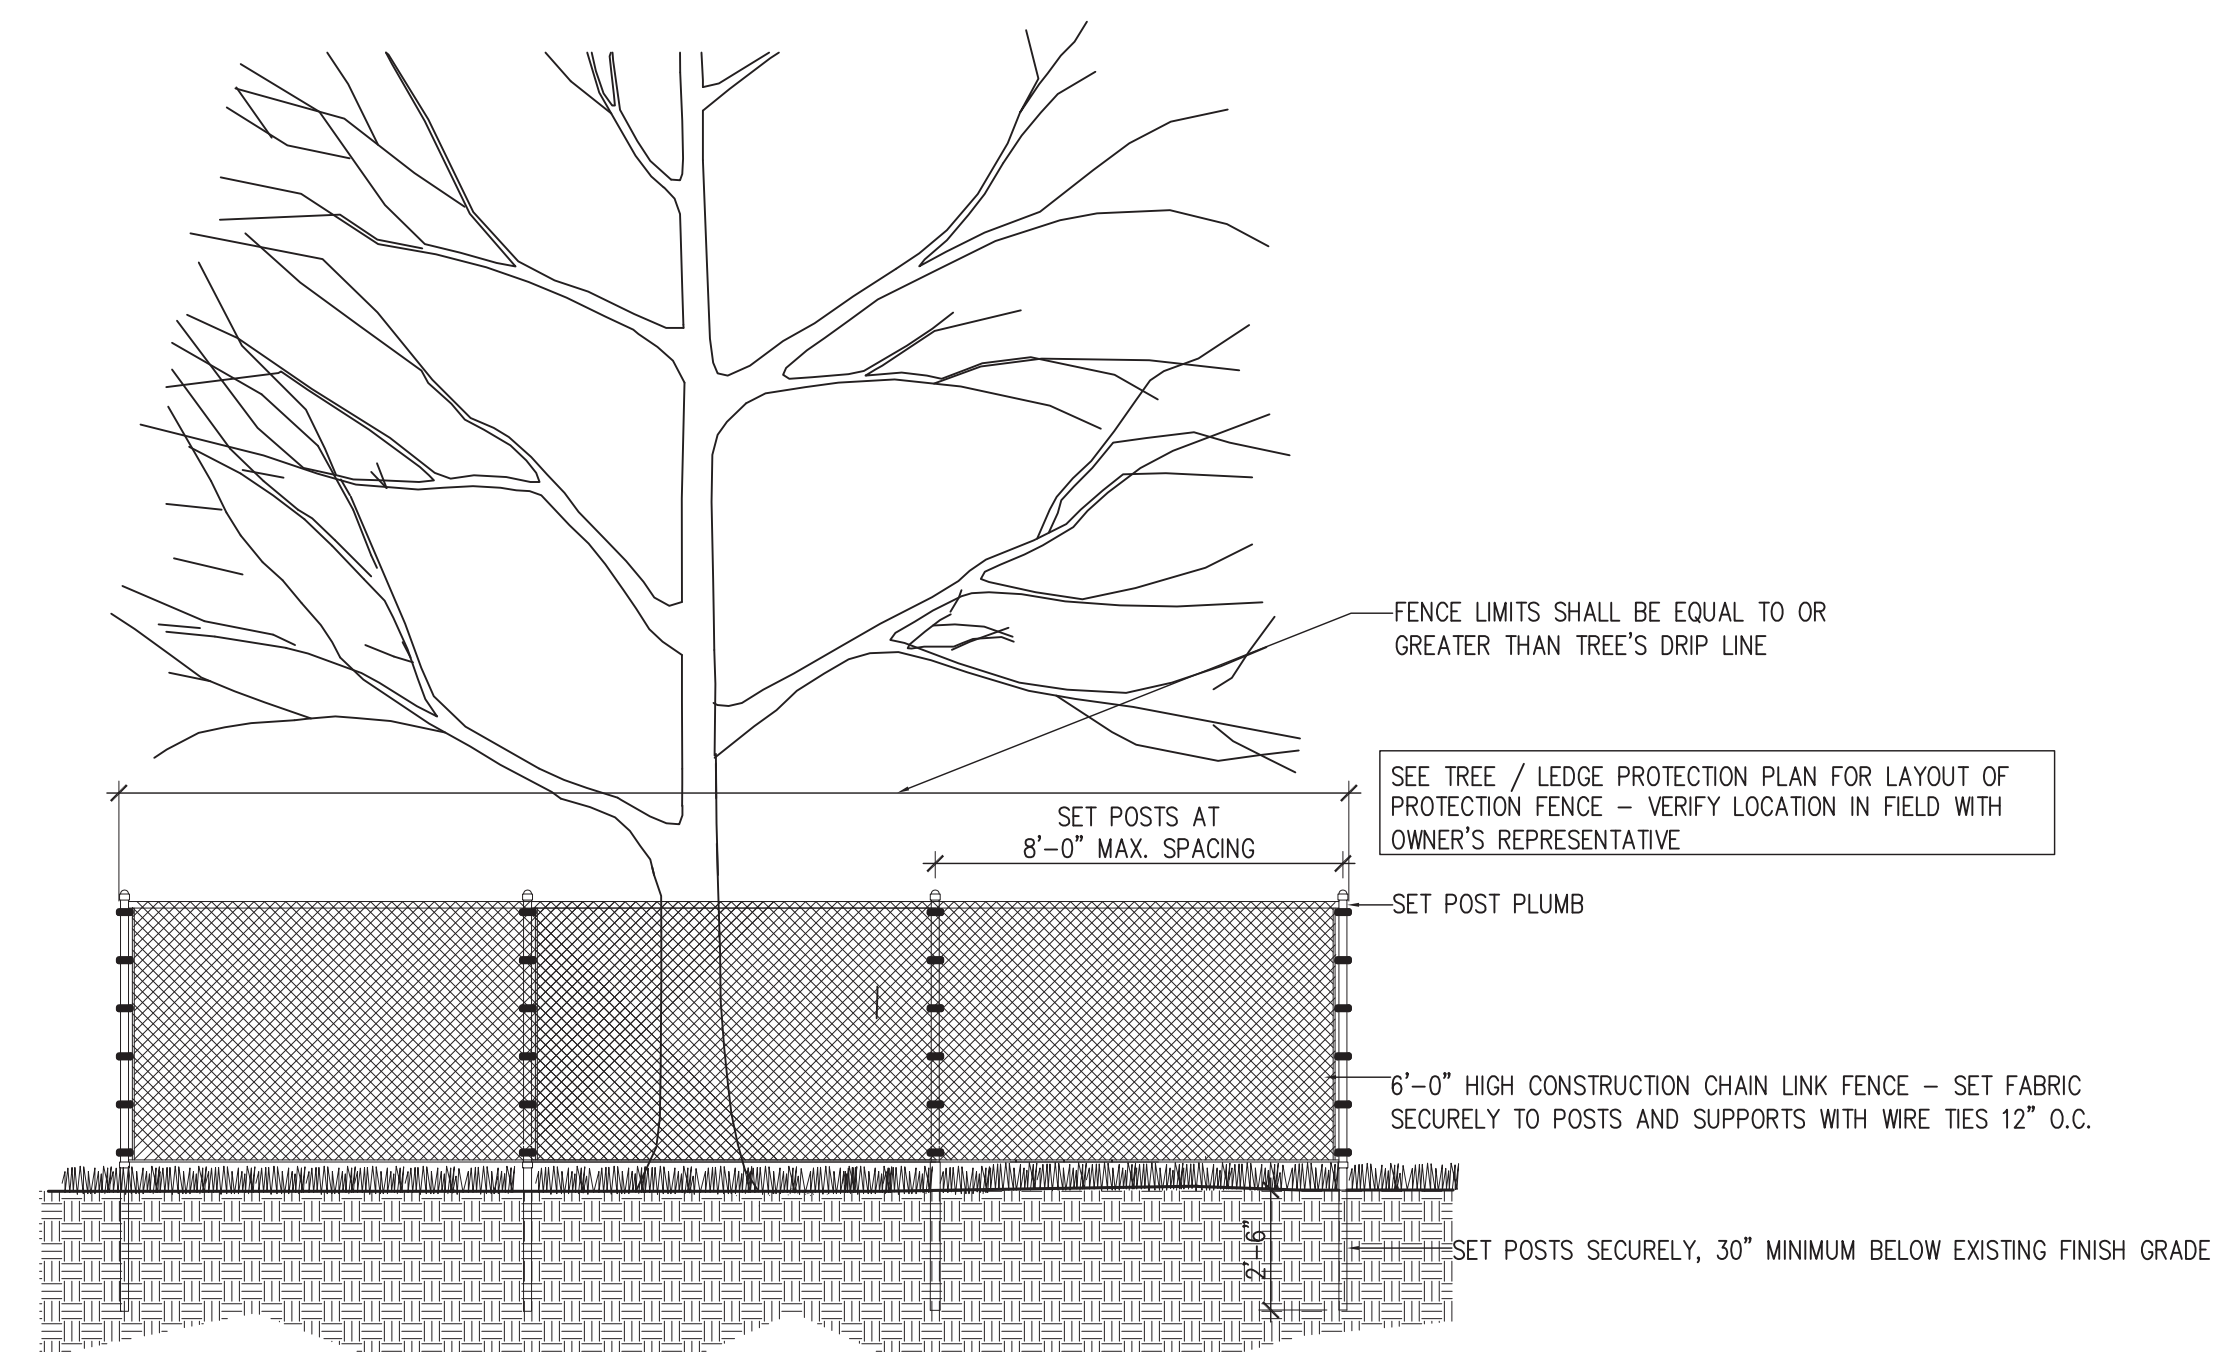 FENCE LIMITS SHALL BE EQUAL TO OR
GREATER THAN TREE'S DRIP LINE
SEE TREE / LEDGE PROTECTION PLAN FOR LAYOUT OF
PROTECTION FENCE – VERIFY LOCATION IN FIELD WITH
OWNER'S REPRESENTATIVE
SET POSTS AT
8'–0" MAX. SPACING
SET POST PLUMB
6'–0" HIGH CONSTRUCTION CHAIN LINK FENCE – SET FABRIC
SECURELY TO POSTS AND SUPPORTS WITH WIRE TIES 12" O.C.
2'–6"
SET POSTS SECURELY, 30" MINIMUM BELOW EXISTING FINISH GRADE